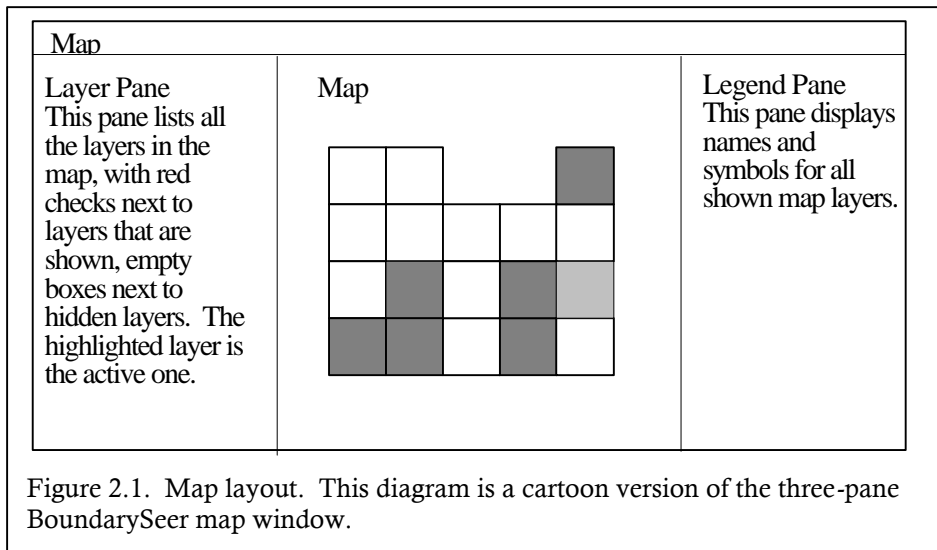 Map
Layer Pane
This pane lists all
the layers in the
map, with red
checks next to
layers that are
shown, empty
boxes next to
hidden layers.  The
highlighted layer is
the active one.
Map
Legend Pane
This pane displays
names and
symbols for all
shown map layers.
Figure 2.1.  Map layout.  This diagram is a cartoon version of the three-pane
BoundarySeer map window.